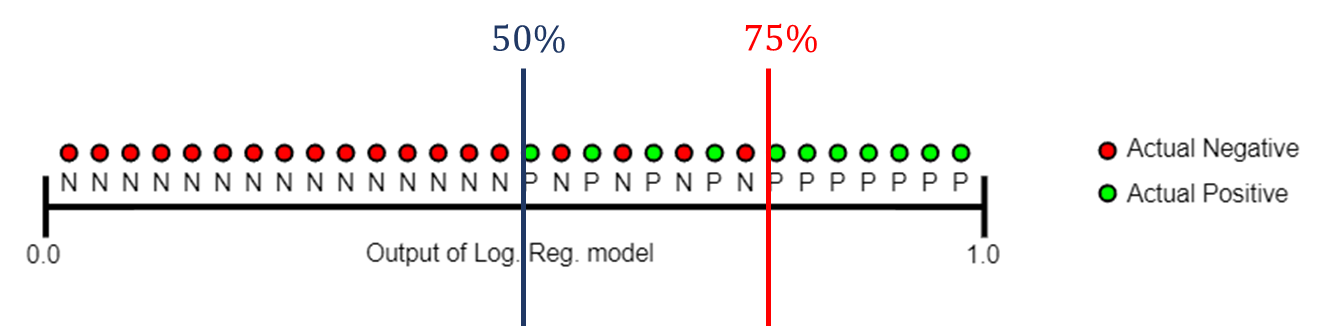 50% 75%
N N N N N N N N N N N N N N N P N P N P N P N P P P P P P P
Actual Negative
Actual Positive
0.0 Output of Log. Reg. model 1.0